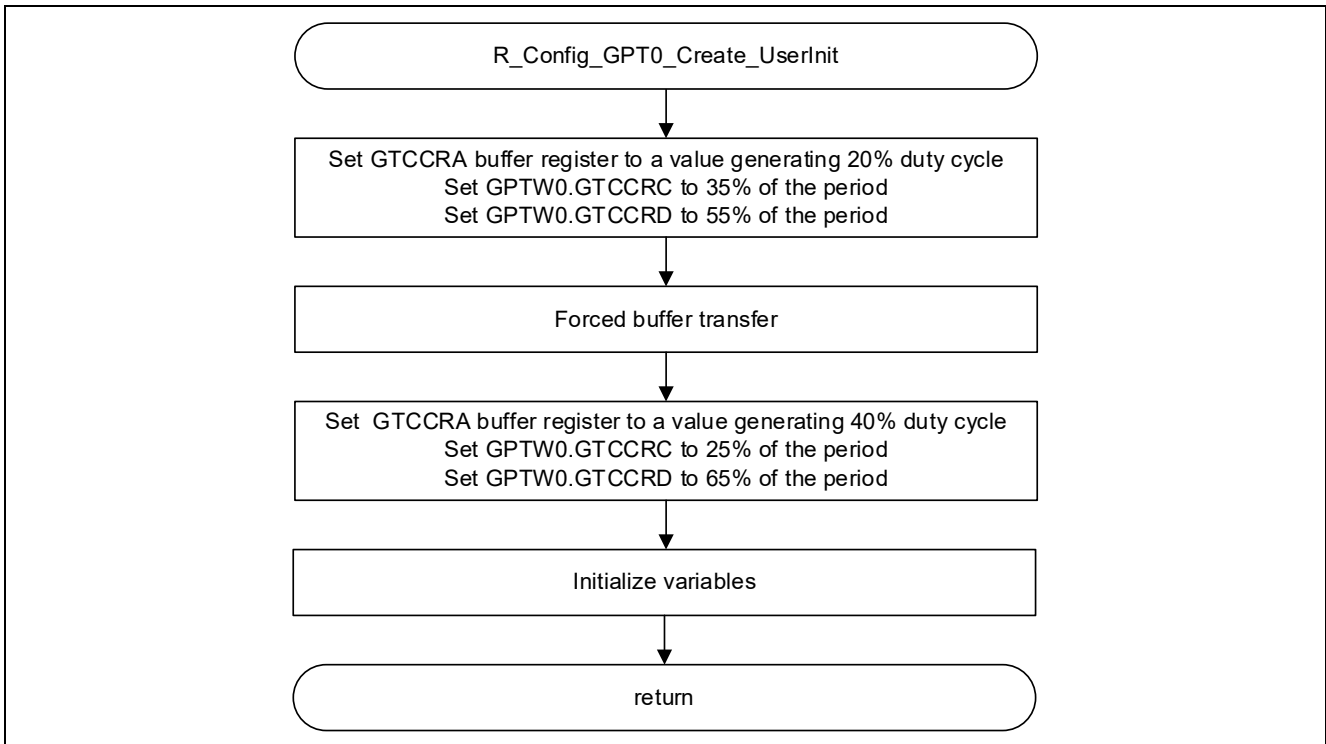 R_Config_GPT0_Create_UserInit
Set GTCCRA buffer register to a value generating 20% duty cycle
Set GPTW0.GTCCRC to 35% of the period
Set GPTW0.GTCCRD to 55% of the period
Forced buffer transfer
Set GTCCRA buffer register to a value generating 40% duty cycle
Set GPTW0.GTCCRC to 25% of the period
Set GPTW0.GTCCRD to 65% of the period
Initialize variables
return